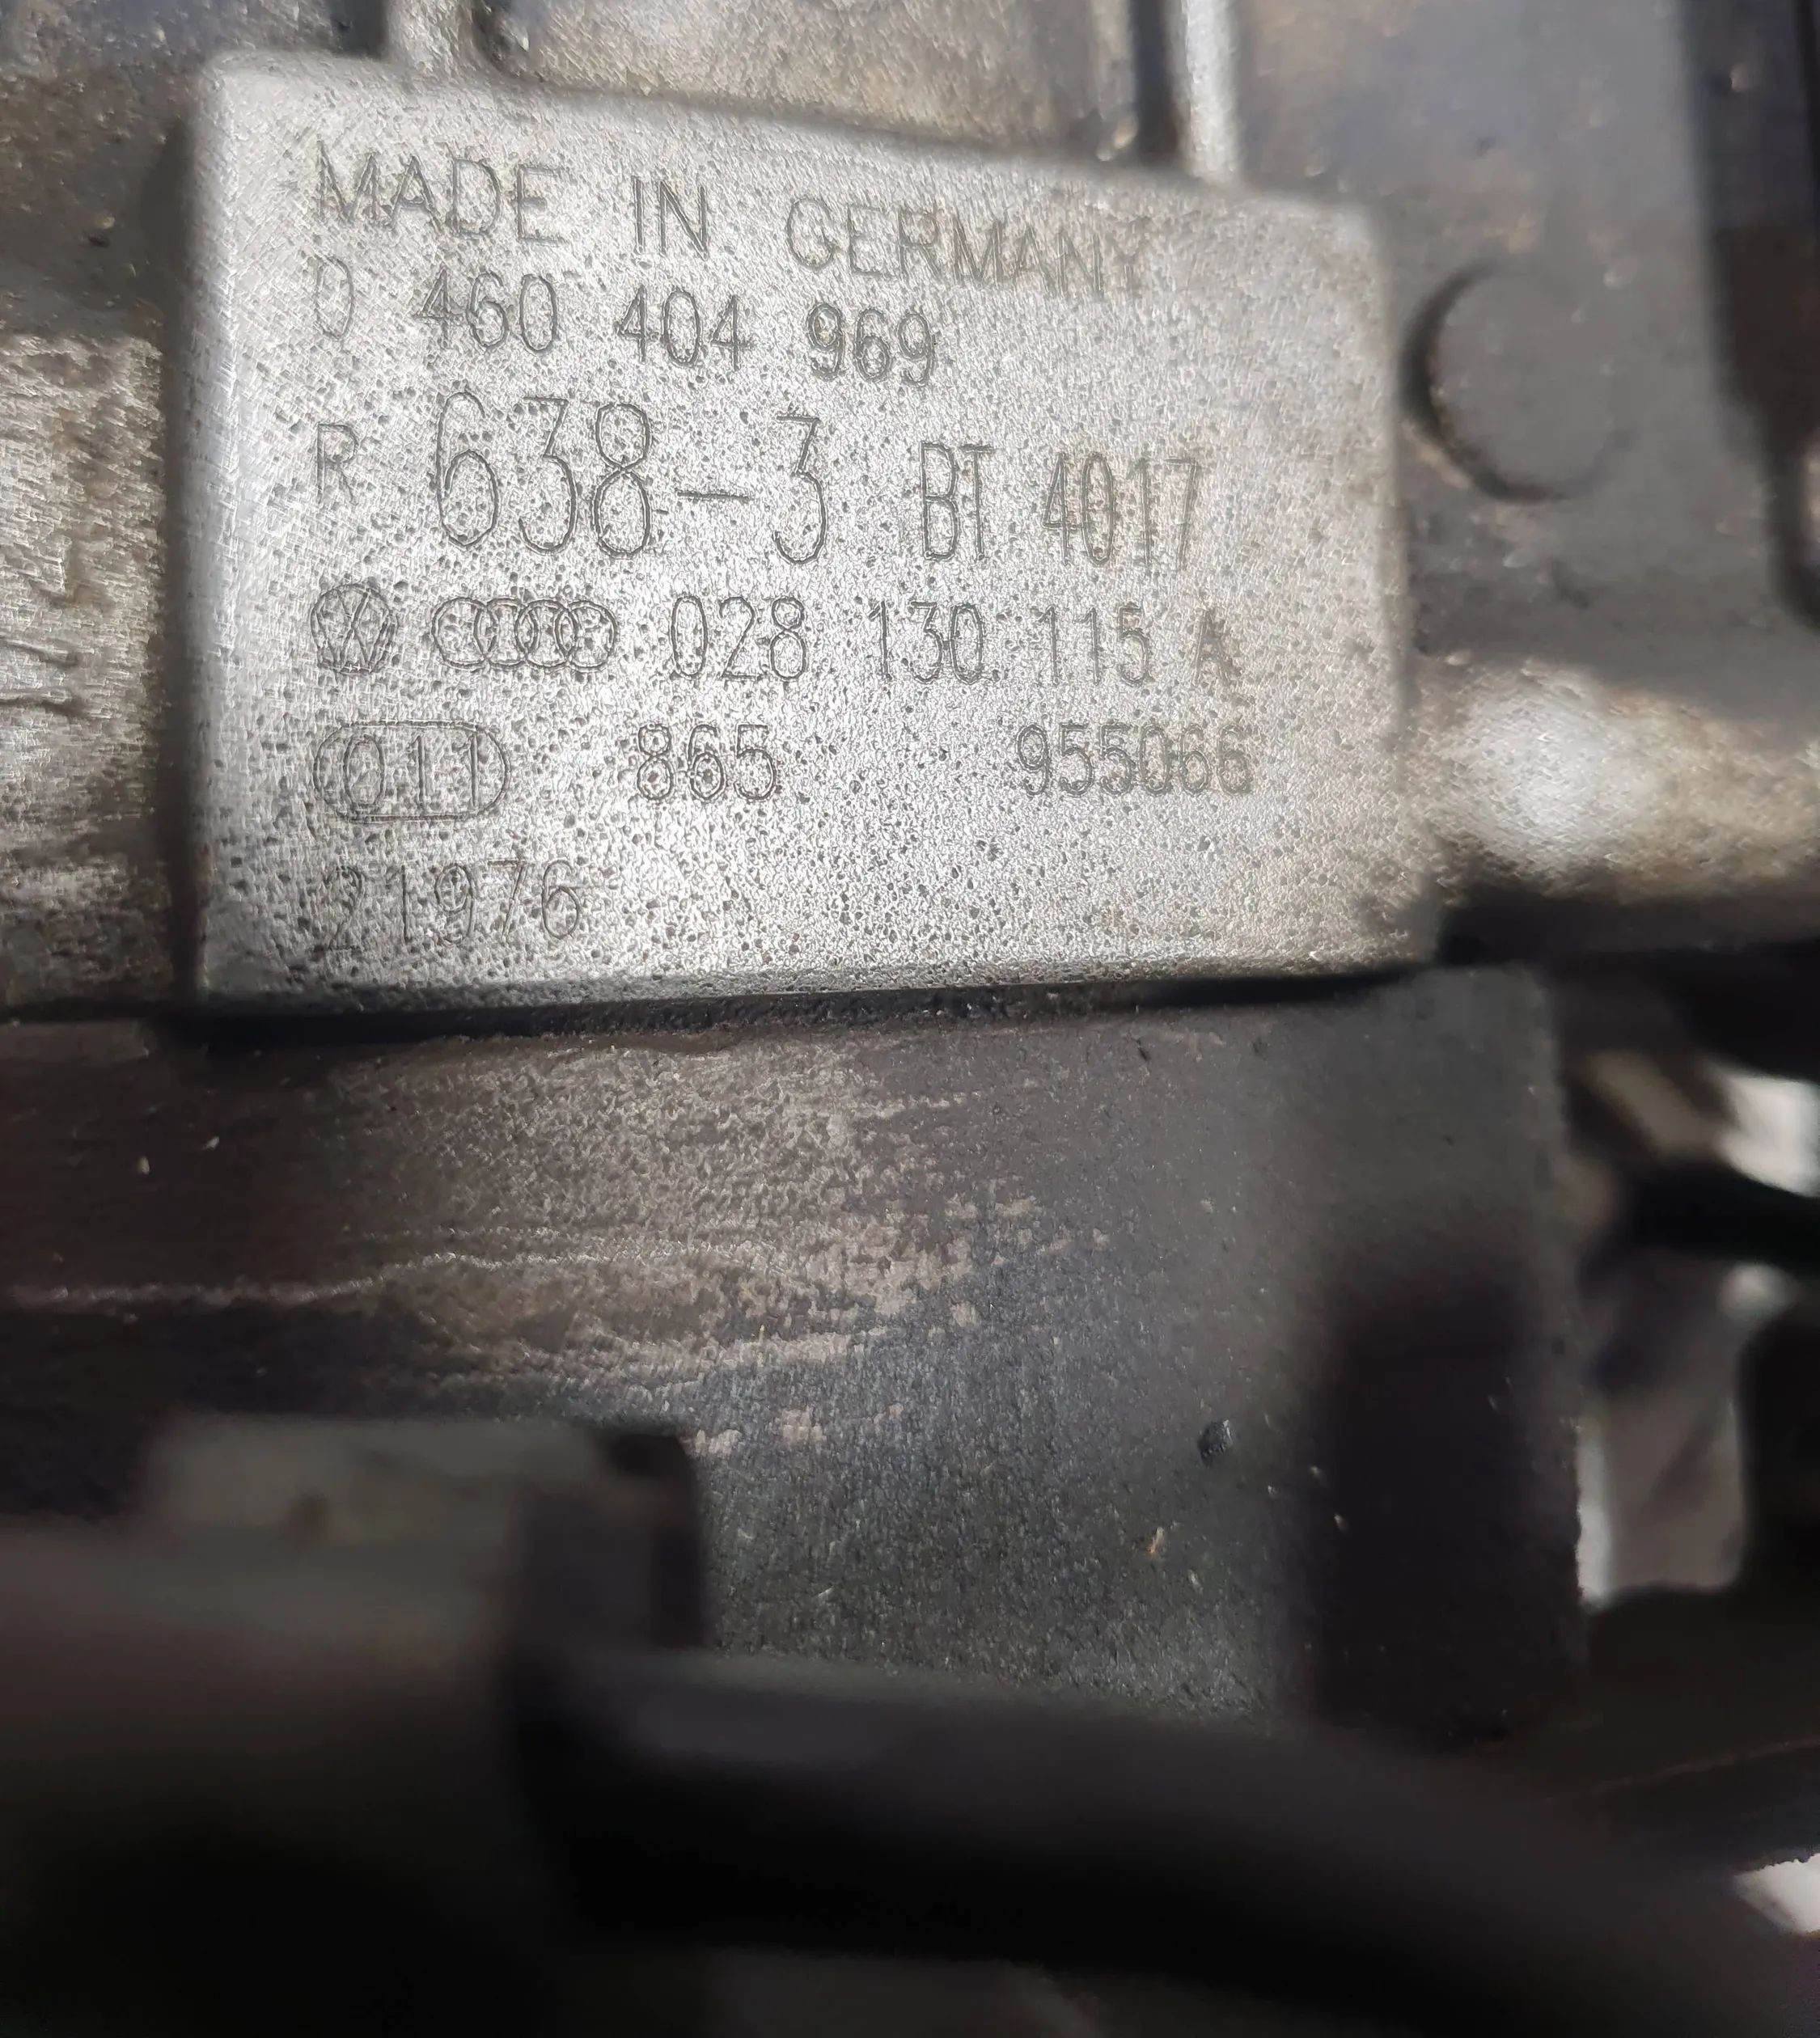 MADE IN GERMANY
0 460 404 969
R 638-3 BT 4017
028 130 115 A
011 865 955066
21976